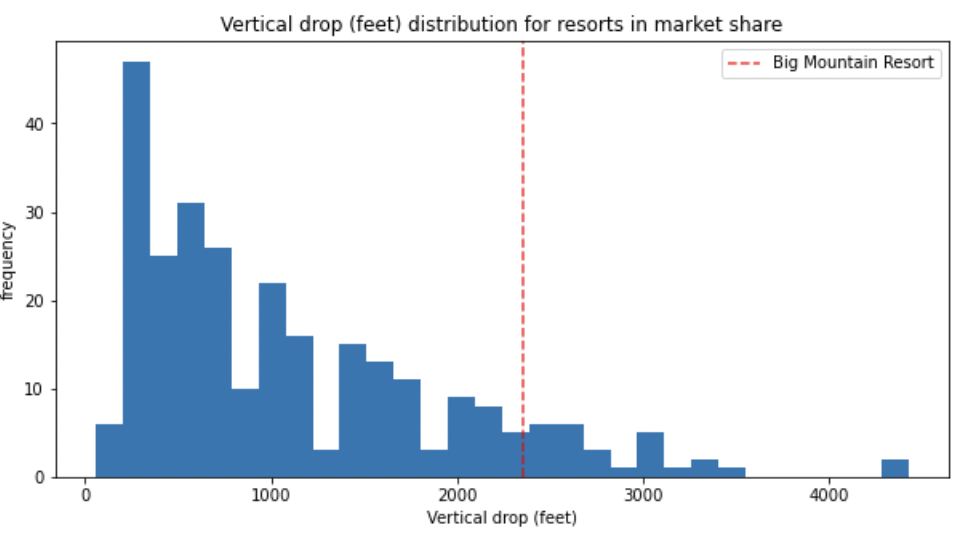 Vertical drop (feet) distribution for resorts in market share
Big Mountain Resort
frequency
40
30
20
10
0
0 1000 2000 3000 4000
Vertical drop (feet)